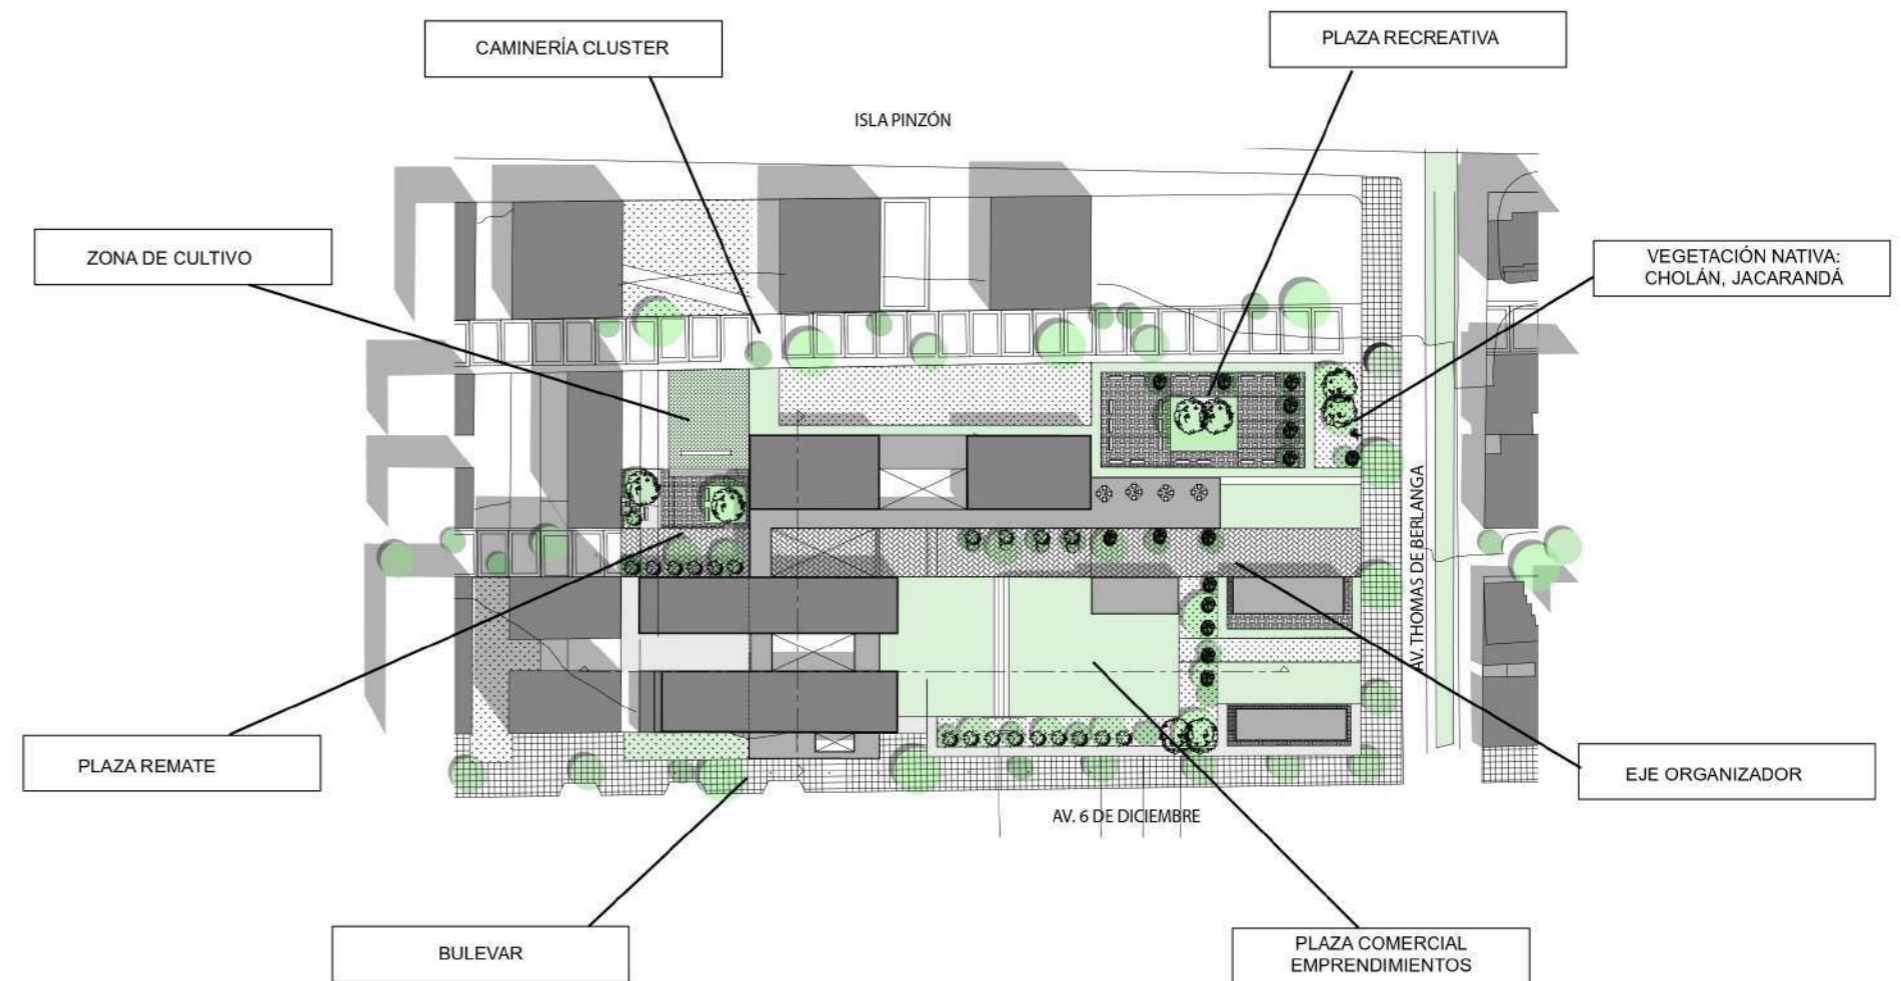 CAMINERÍA CLUSTER
PLAZA RECREATIVA
ISLA PINZÓN
ZONA DE CULTIVO
VEGETACIÓN NATIVA:
CHOLÁN, JACARANDÁ
AV. THOMAS DE BERLANGA
PLAZA REMATE
EJE ORGANIZADOR
AV. 6 DE DICIEMBRE
BULEVAR
PLAZA COMERCIAL
EMPRENDIMIENTOS